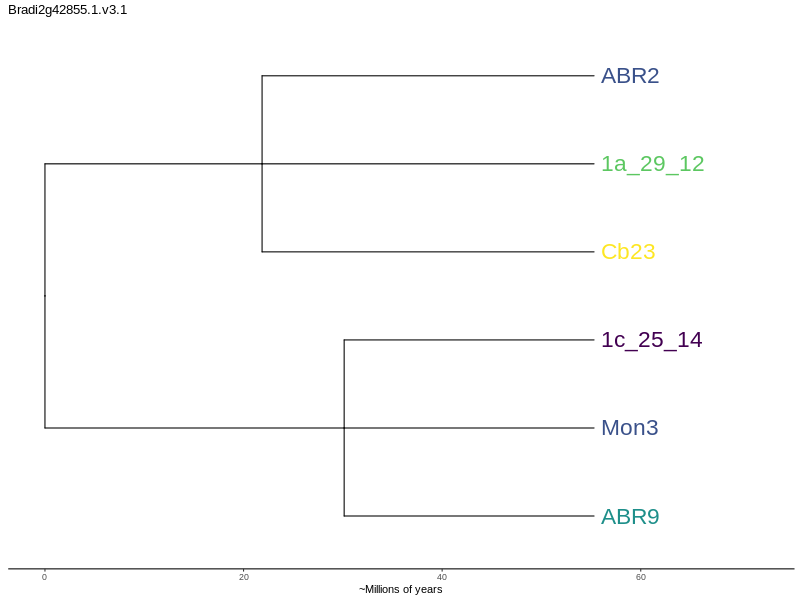 Bradi2g42855.1.v3.1
ABR2
1a_29_12
Cb23
1c_25_14
Mon3
ABR9
0 20 40 60
~Millions of years